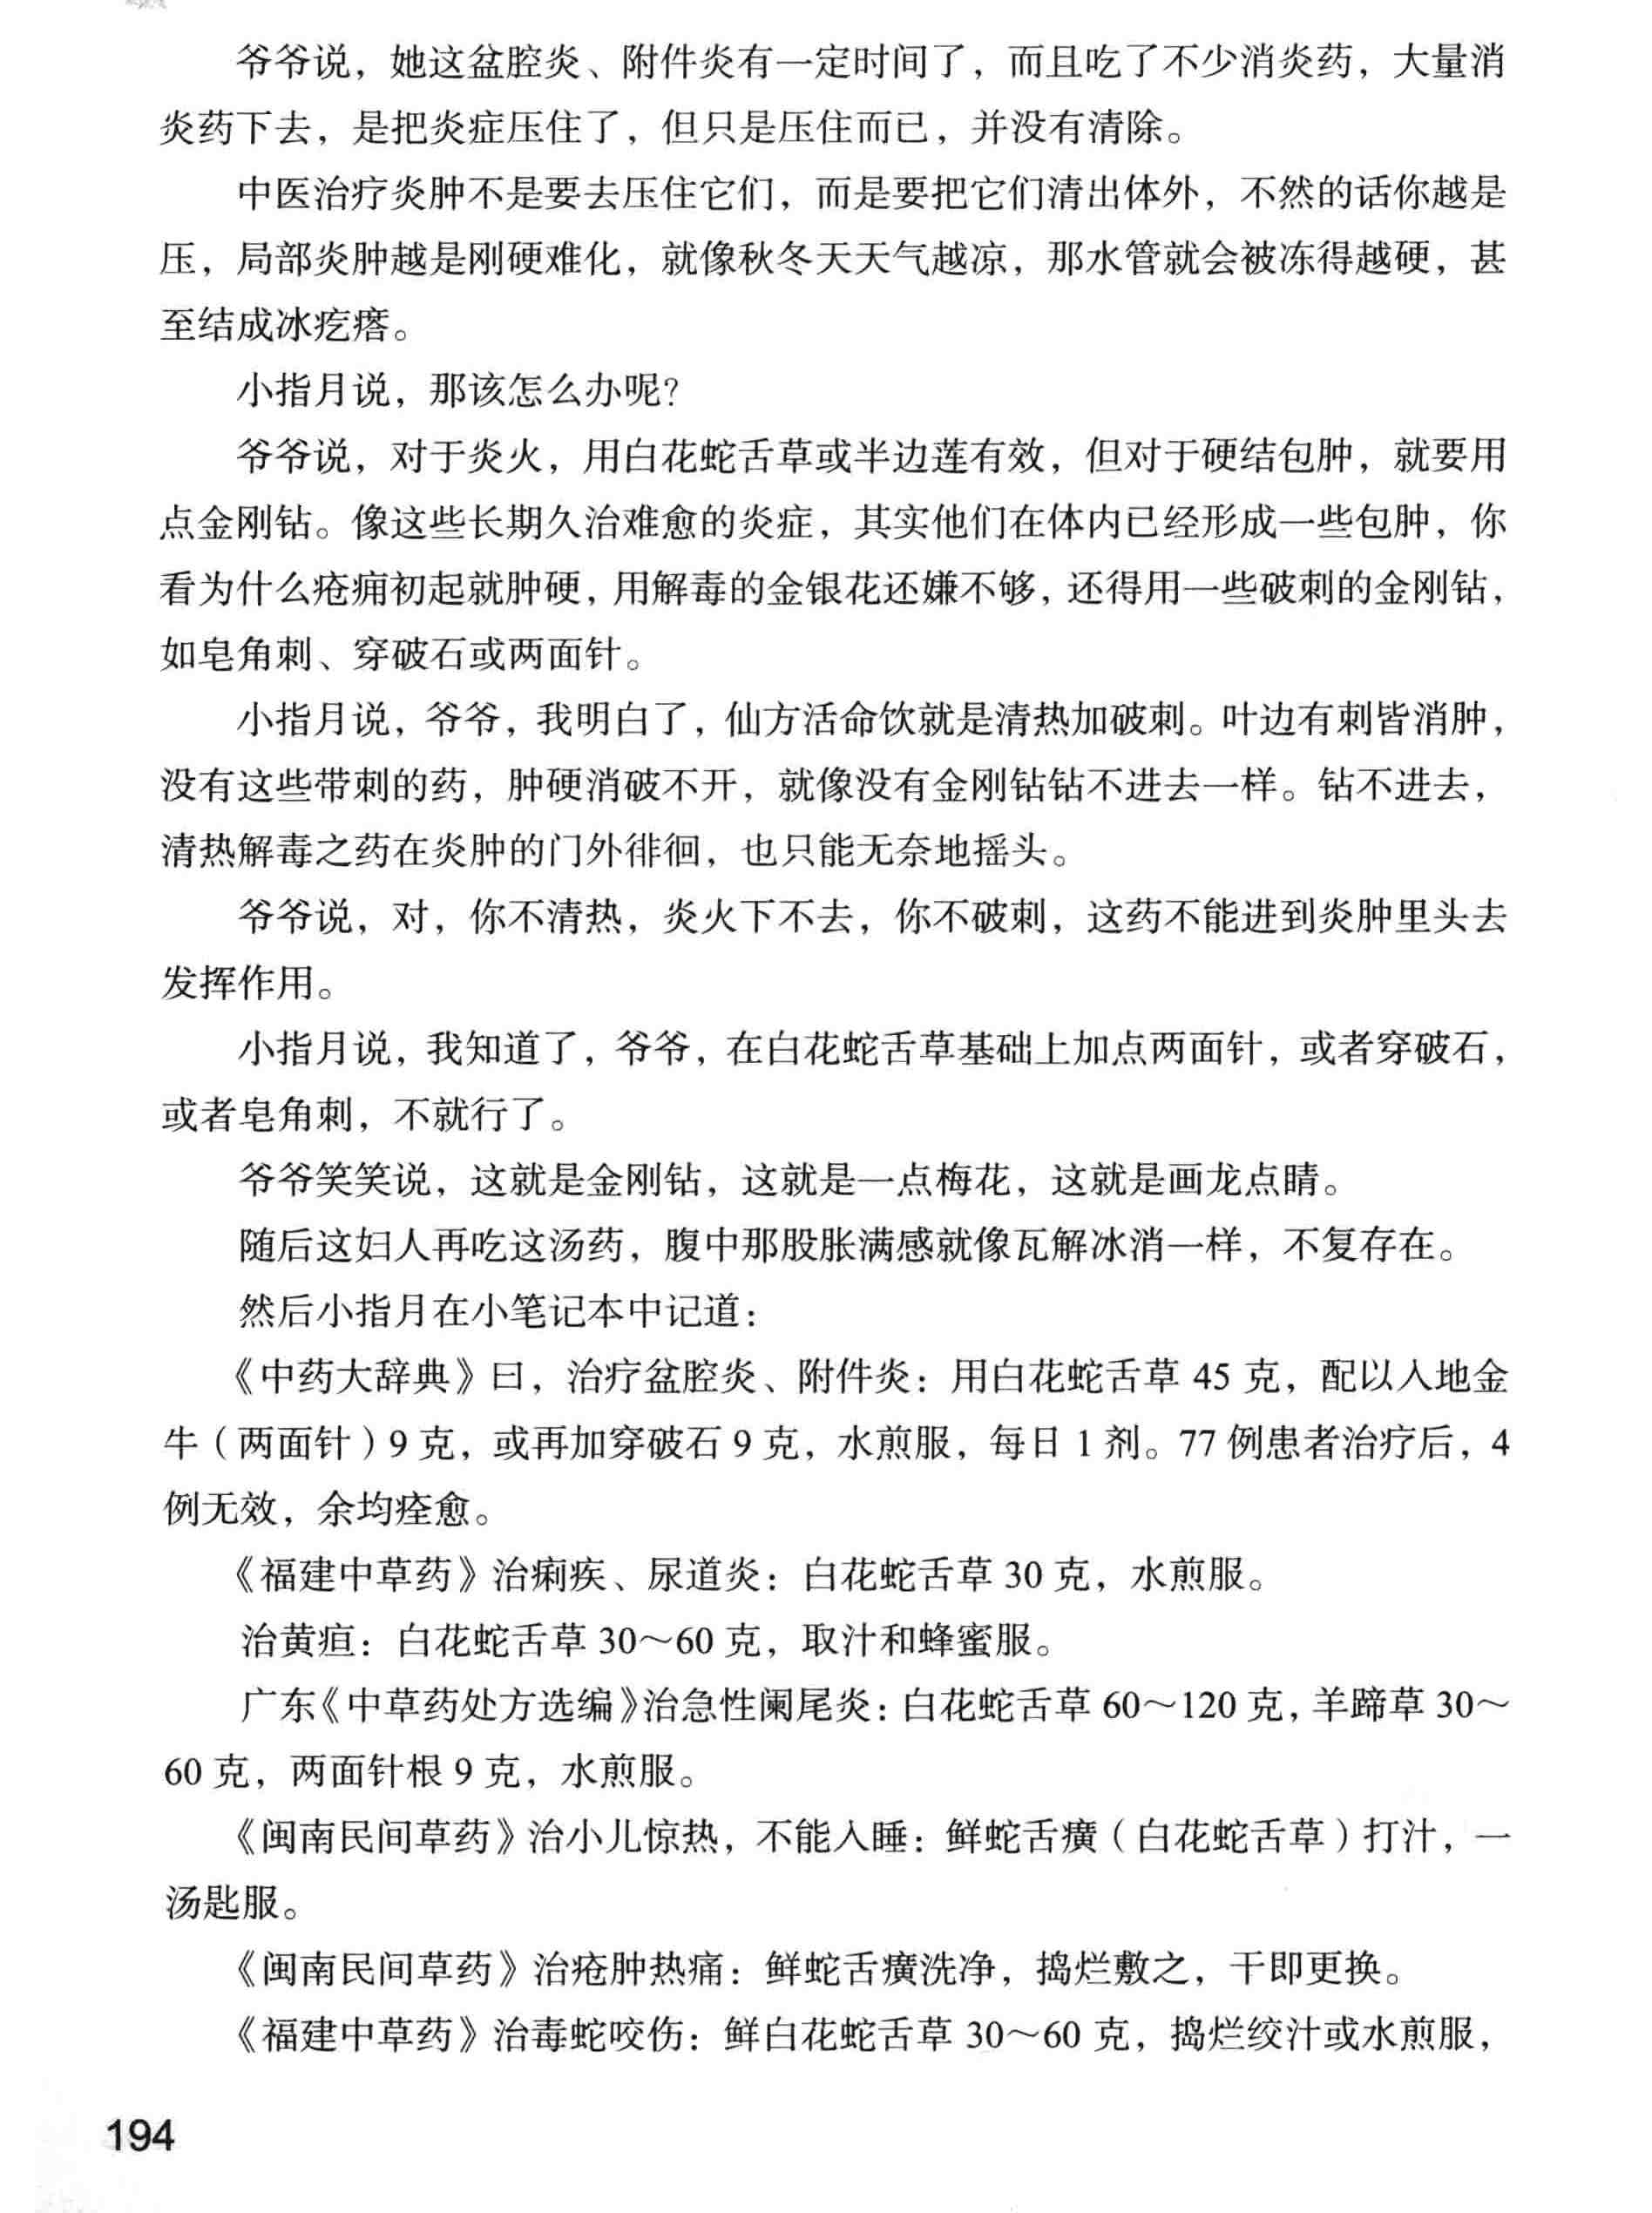 爷爷说，她这盆腔炎、附件炎有一定时间了，而且吃了不少消炎药，大量消
炎药下去，是把炎症压住了，但只是压住而已，并没有清除。
中医治疗炎肿不是要去压住它们，而是要把它们清出体外，不然的话你越是
压，局部炎肿越是刚硬难化，就像秋冬天天气越凉，那水管就会被冻得越硬，甚
至结成冰疙瘩。
小指月说，那该怎么办呢？
爷爷说，对于炎火，用白花蛇舌草或半边莲有效，但对于硬结包肿，就要用
点金刚钻。像这些长期久治难愈的炎症，其实他们在体内已经形成一些包肿，你
看为什么疮痈初起就肿硬，用解毒的金银花还嫌不够，还得用一些破刺的金刚钻，
如皂角刺、穿破石或两面针。
小指月说，爷爷，我明白了，仙方活命饮就是清热加破刺。叶边有刺皆消肿，
没有这些带刺的药，肿硬消破不开，就像没有金刚钻钻不进去一样。钻不进去，
清热解毒之药在炎肿的门外徘徊，也只能无奈地摇头。
爷爷说，对，你不清热，炎火下不去，你不破刺，这药不能进到炎肿里头去
发挥作用。
小指月说，我知道了，爷爷，在白花蛇舌草基础上加点两面针，或者穿破石，
或者皂角刺，不就行了。
爷爷笑笑说，这就是金刚钻，这就是一点梅花，这就是画龙点睛。
随后这妇人再吃这汤药，腹中那股胀满感就像瓦解冰消一样，不复存在。
然后小指月在小笔记本中记道：
《中药大辞典》曰，治疗盆腔炎、附件炎：用白花蛇舌草 45 克，配以入地金
牛（两面针）9 克，或再加穿破石 9 克，水煎服，每日 1 剂。77 例患者治疗后，4
例无效，余均痊愈。
《福建中草药》治痢疾、尿道炎：白花蛇舌草 30 克，水煎服。
治黄疸：白花蛇舌草 30～60 克，取汁和蜂蜜服。
广东《中草药处方选编》治急性阑尾炎：白花蛇舌草 60～120 克，羊蹄草 30～
60 克，两面针根 9 克，水煎服。
《闽南民间草药》治小儿惊热，不能入睡：鲜蛇舌癀（白花蛇舌草）打汁，一
汤匙服。
《闽南民间草药》治疮肿热痛：鲜蛇舌癀洗净，捣烂敷之，干即更换。
《福建中草药》治毒蛇咬伤：鲜白花蛇舌草 30～60 克，捣烂绞汁或水煎服，
194